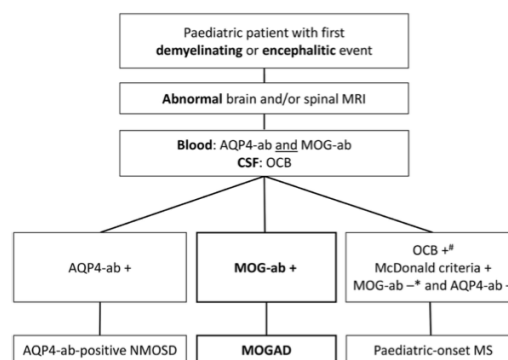 Paediatric patient with first
demyelinating or encephalitic event
Abnormal brain and/or spinal MRI
Blood: AQP4-ab and MOG-ab
CSF: OCB
AQP4-ab +
MOG-ab +
OCB +#
McDonald criteria +
MOG-ab –* and AQP4-ab -
AQP4-ab-positive NMOSD
MOGAD
Paediatric-onset MS